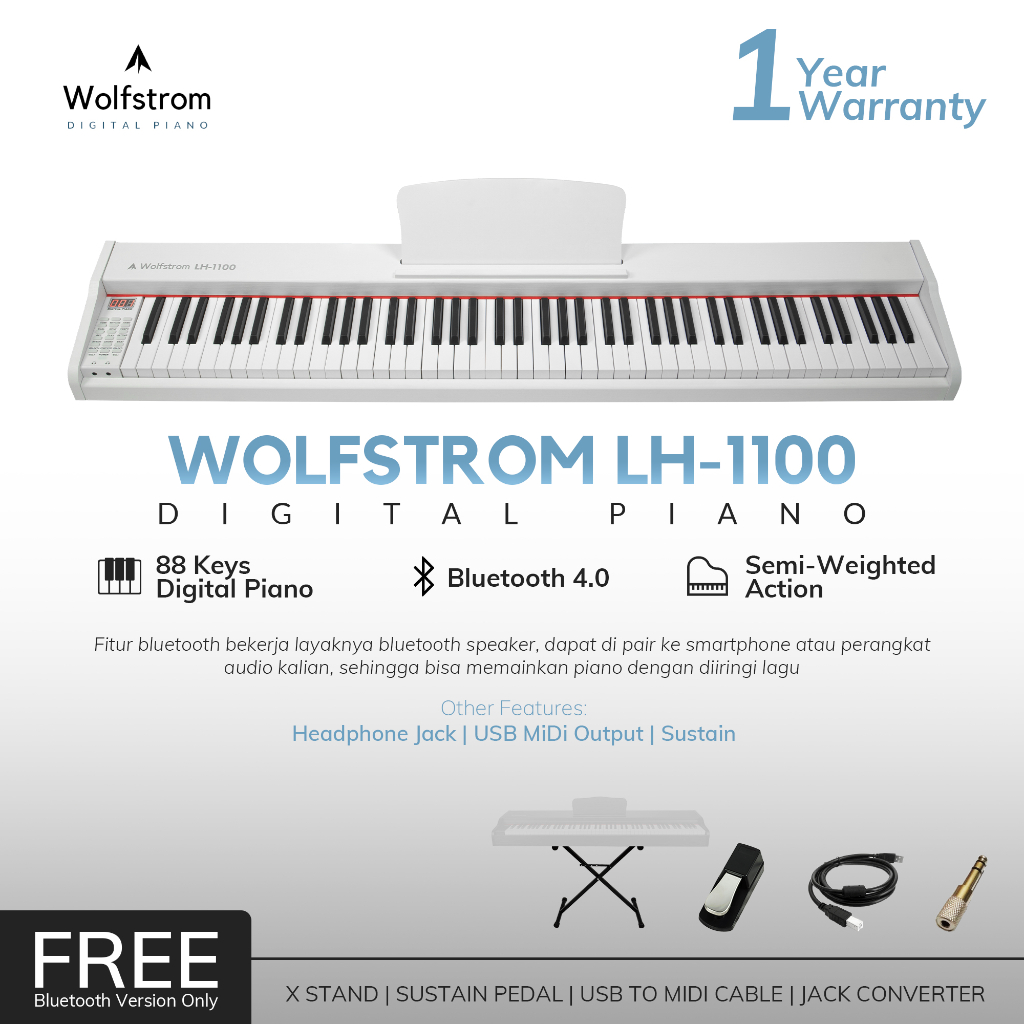 Wolfstrom
DIGITAL PIANO
1 Year
Warranty
Wolfstrom LH-1100
WOLFSTROM LH-1100
DIGITAL PIANO
88 Keys
Digital Piano
Bluetooth 4.0
Semi-Weighted
Action
Fitur bluetooth bekerja layaknya bluetooth speaker, dapat di pair ke smartphone atau perangkat
audio kalian, sehingga bisa memainkan piano dengan diiringi lagu
Other Features:
Headphone Jack | USB MiDi Output | Sustain
FREE
Bluetooth Version Only
X STAND | SUSTAIN PEDAL | USB TO MIDI CABLE | JACK CONVERTER